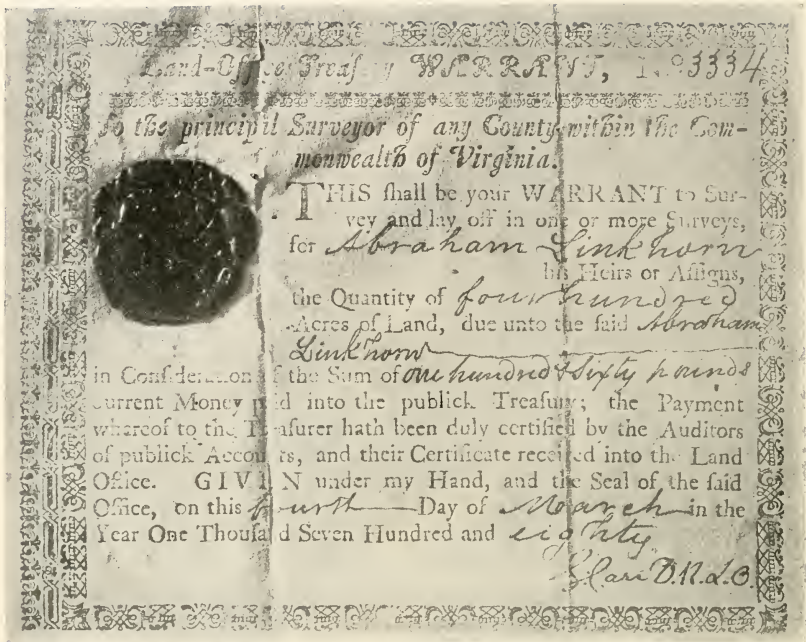 Land-Office Treasury WARRANT, No 3334
To the principil Surveyor of any County within the Com-
monwealth of Virginia.
THIS ſhall be your WARRANT to Sur-
vey and lay off in one or more Surveys,
for Abraham Linkhorn
his Heirs or Aſſigns,
the Quantity of four hundred
Acres of Land, due unto the ſaid Abraham
Linkhorn
in Conſideration of the Sum of one hundred & Sixty pounds
current Money paid into the publick Treaſury; the Payment
whereof to the Treaſurer hath been duly certified by the Auditors
of publick Accounts, and their Certificate received into the Land
Office. GIVEN under my Hand, and the Seal of the ſaid
Office, on this fourth Day of March in the
Year One Thouſand Seven Hundred and eighty